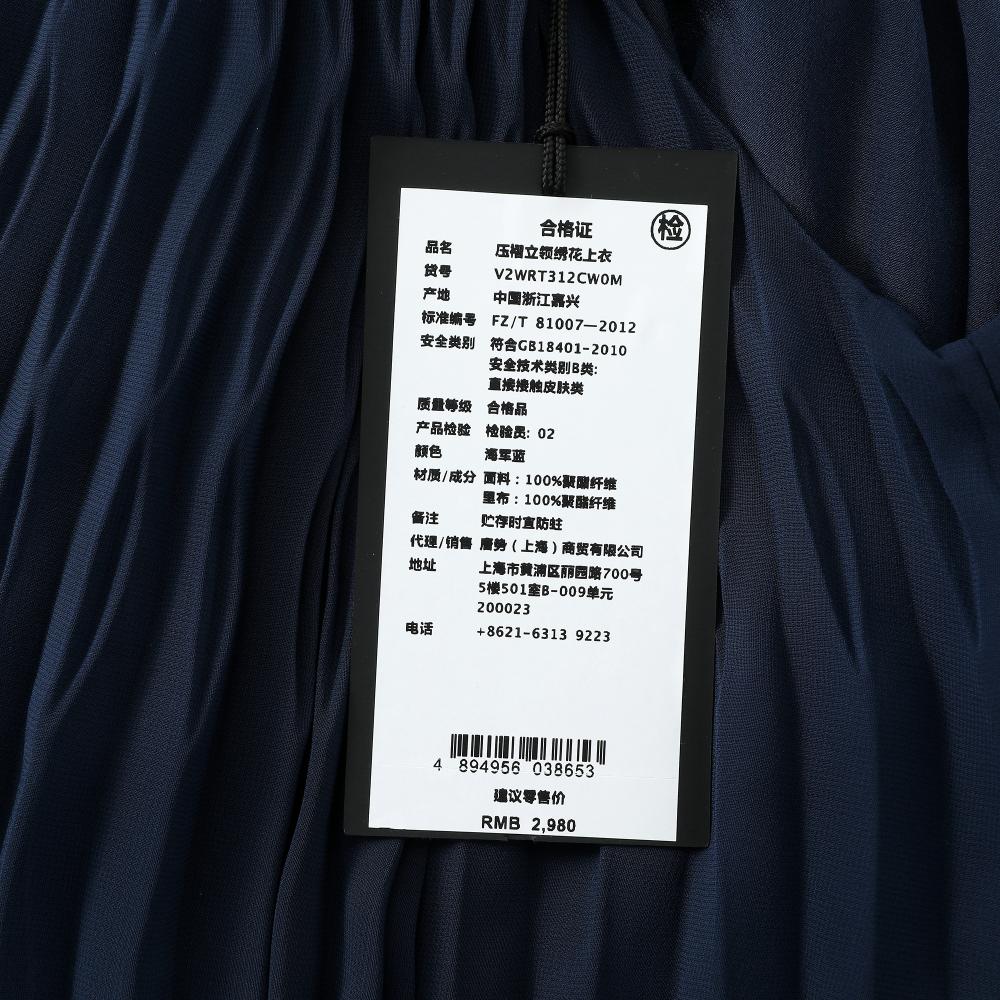 合格证
检
品名 压褶立领绣花上衣
货号 V2WRT312CW0M
产地 中国浙江嘉兴
标准编号 FZ/T 81007—2012
安全类别 符合GB18401-2010
安全技术类别B类:
直接接触皮肤类
质量等级 合格品
产品检验 检验员: 02
颜色 海军蓝
材质/成分 面料：100%聚酯纤维
里布：100%聚酯纤维
备注 贮存时宜防蛀
代理/销售 唐势（上海）商贸有限公司
地址 上海市黄浦区丽园路700号
5楼501室B-009单元
200023
电话 +8621-6313 9223
4 894956 038653
建议零售价
RMB 2,980